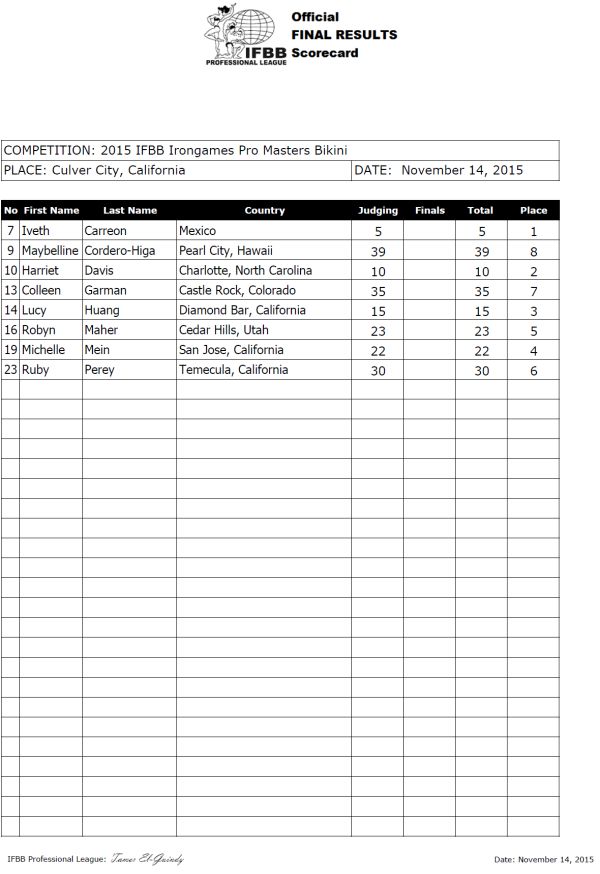 Official
FINAL RESULTS
IFBB Scorecard
PROFESSIONAL LEAGUE
COMPETITION: 2015 IFBB Irongames Pro Masters Bikini
PLACE: Culver City, California DATE: November 14, 2015
No First Name Last Name Country Judging Finals Total Place
7 Iveth Carreon Mexico 5 5 1
9 Maybelline Cordero-Higa Pearl City, Hawaii 39 39 8
10 Harriet Davis Charlotte, North Carolina 10 10 2
13 Colleen Garman Castle Rock, Colorado 35 35 7
14 Lucy Huang Diamond Bar, California 15 15 3
16 Robyn Maher Cedar Hills, Utah 23 23 5
19 Michelle Mein San Jose, California 22 22 4
23 Ruby Perey Temecula, California 30 30 6
IFBB Professional League: Tamer El-Guindy Date: November 14, 2015